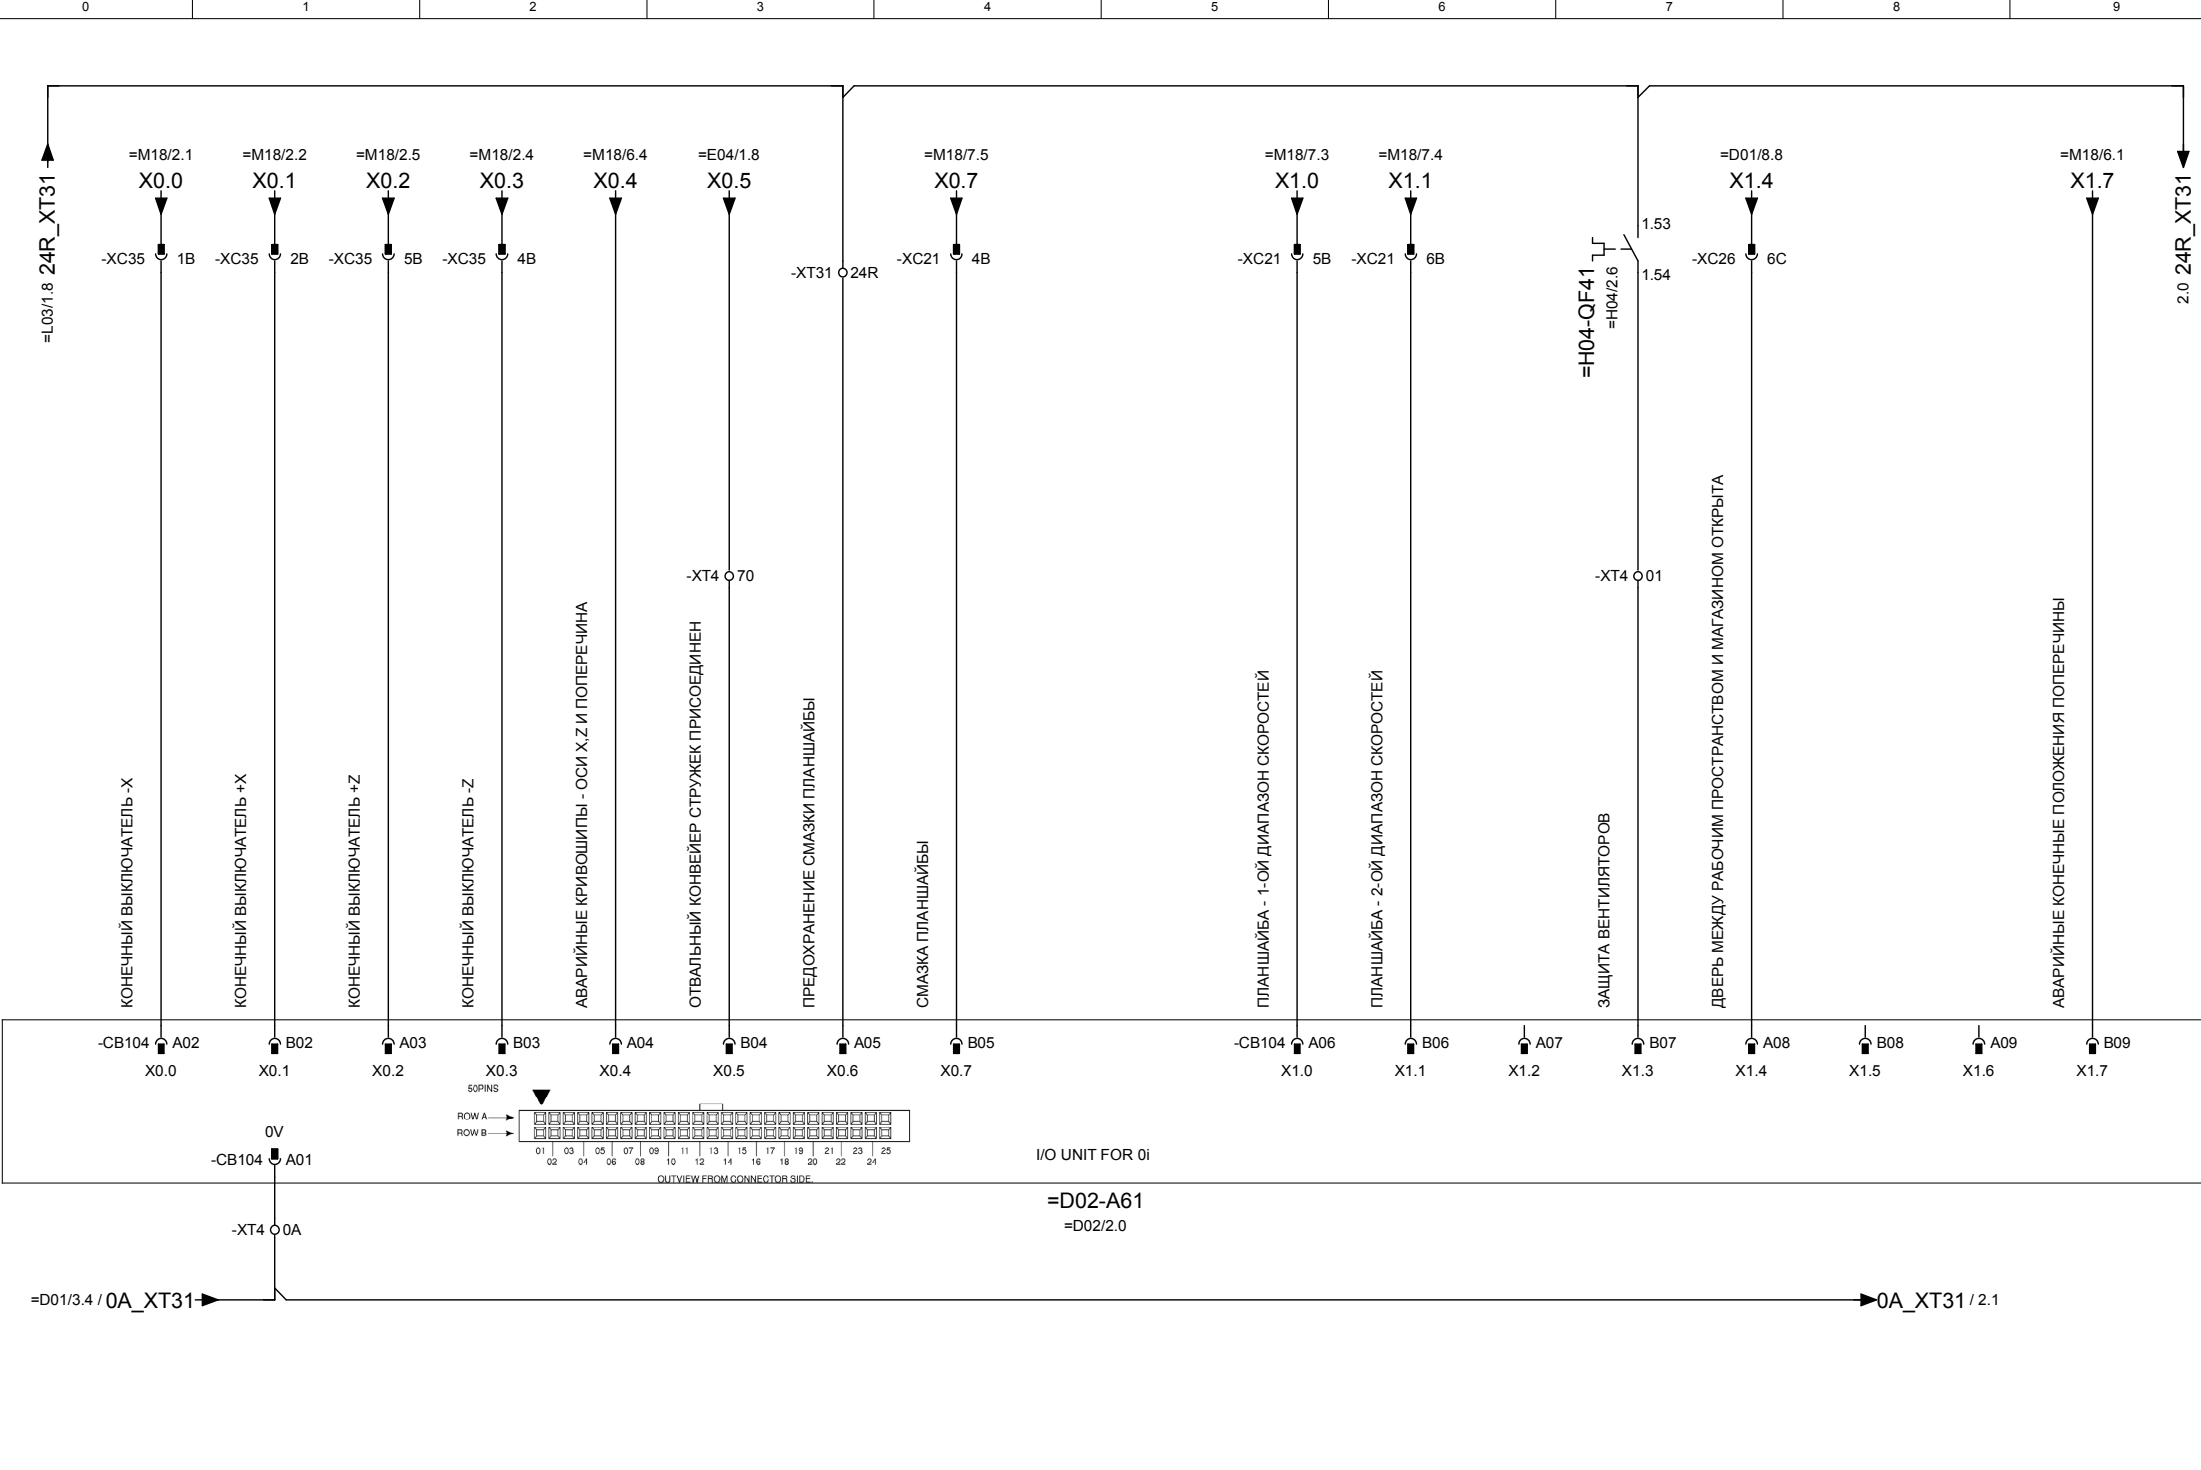 0 1 2 3 4 5 6 7 8 9
=M18/2.1 =M18/2.2 =M18/2.5 =M18/2.4 =M18/6.4 =E04/1.8 =M18/7.5 =M18/7.3 =M18/7.4 =D01/8.8 =M18/6.1
X0.0 X0.1 X0.2 X0.3 X0.4 X0.5 X0.7 X1.0 X1.1 X1.4 X1.7
=L03/1.8 24R_XT31
2.0 24R_XT31
1.53
-XC35 1B -XC35 2B -XC35 5B -XC35 4B -XC21 4B -XC21 5B -XC21 6B -XC26 6C
-XT31 24R
1.54
=H04-QF41
=H04/2.6
-XT4 70 -XT4 01
КОНЕЧНЫЙ ВЫКЛЮЧАТЕЛЬ -X
КОНЕЧНЫЙ ВЫКЛЮЧАТЕЛЬ +X
КОНЕЧНЫЙ ВЫКЛЮЧАТЕЛЬ +Z
КОНЕЧНЫЙ ВЫКЛЮЧАТЕЛЬ -Z
АВАРИЙНЫЕ КРИВОШИПЫ - ОСИ X,Z И ПОПЕРЕЧИНА
ОТВАЛЬНЫЙ КОНВЕЙЕР СТРУЖЕК ПРИСОЕДИНЕН
ПРЕДОХРАНЕНИЕ СМАЗКИ ПЛАНШАЙБЫ
СМАЗКА ПЛАНШАЙБЫ
ПЛАНШАЙБА - 1-ОЙ ДИАПАЗОН СКОРОСТЕЙ
ПЛАНШАЙБА - 2-ОЙ ДИАПАЗОН СКОРОСТЕЙ
ЗАЩИТА ВЕНТИЛЯТОРОВ
ДВЕРЬ МЕЖДУ РАБОЧИМ ПРОСТРАНСТВОМ И МАГАЗИНОМ ОТКРЫТА
АВАРИЙНЫЕ КОНЕЧНЫЕ ПОЛОЖЕНИЯ ПОПЕРЕЧИНЫ
-CB104 A02 B02 A03 B03 A04 B04 A05 B05 -CB104 A06 B06 A07 B07 A08 B08 A09 B09
X0.0 X0.1 X0.2 X0.3 X0.4 X0.5 X0.6 X0.7 X1.0 X1.1 X1.2 X1.3 X1.4 X1.5 X1.6 X1.7
50PINS
ROW A
ROW B
01 03 05 07 09 11 13 15 17 19 21 23 25
02 04 06 08 10 12 14 16 18 20 22 24
OUTVIEW FROM CONNECTOR SIDE.
0V
-CB104 A01
I/O UNIT FOR 0i
=D02-A61
=D02/2.0
-XT4 0A
=D01/3.4 / 0A_XT31
0A_XT31 / 2.1